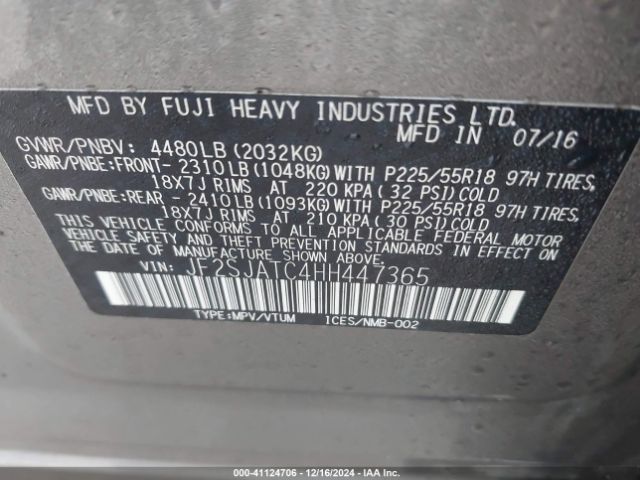 MFD BY FUJI HEAVY INDUSTRIES LTD.
MFD IN 07/16
GVWR/PNBV: 4480LB (2032KG)
GAWR/PNBE:FRONT- 2310LB (1048KG) WITH P225/55R18 97H TIRES,
18X7J RIMS AT 220 KPA (32 PSI) COLD
GAWR/PNBE:REAR - 2410LB (1093KG) WITH P225/55R18 97H TIRES,
18X7J RIMS AT 210 KPA (30 PSI) COLD
THIS VEHICLE CONFORMS TO ALL APPLICABLE FEDERAL MOTOR
VEHICLE SAFETY AND THEFT PREVENTION STANDARDS IN EFFECT ON
THE DATE OF MANUFACTURE SHOWN ABOVE.
VIN: JF2SJATC4HH447365
TYPE:MPV/VTUM ICES/NMB-002
000-41124706 - 12/16/2024 - IAA Inc.